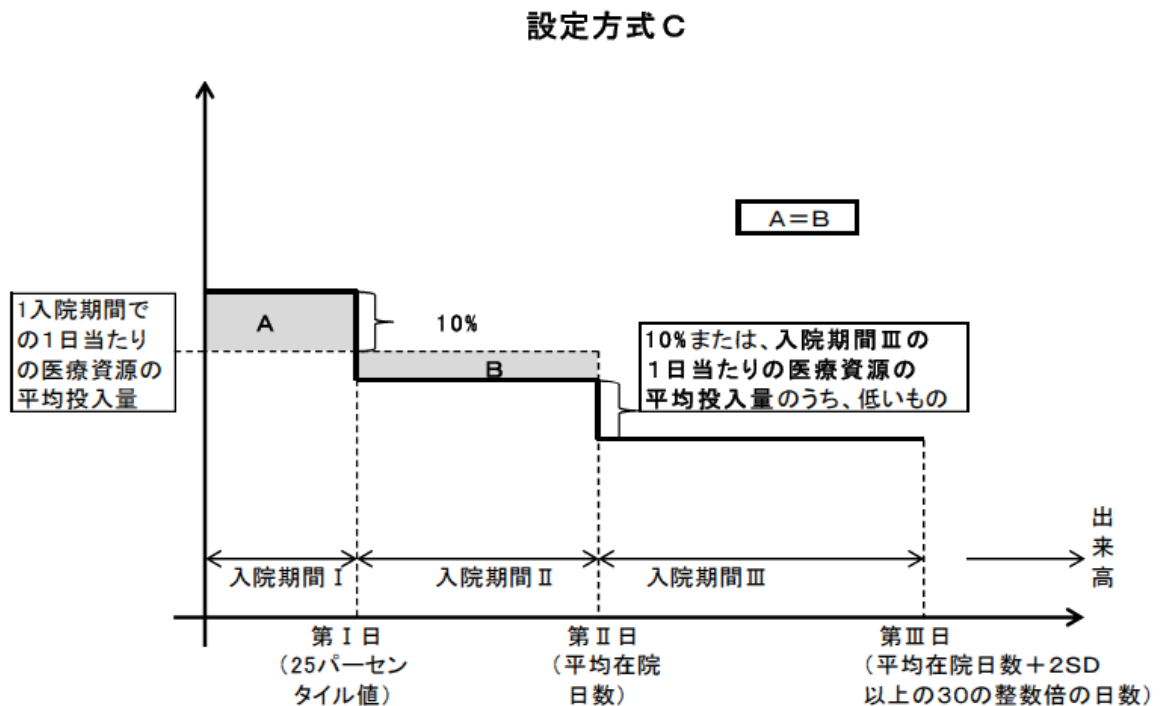 設定方式C
A=B
1入院期間で
の1日当たり
の医療資源の
平均投入量
A
10%
B
10%または、入院期間Ⅲの
1日当たりの医療資源の
平均投入量のうち、低いもの
入院期間Ⅰ
入院期間Ⅱ
入院期間Ⅲ
出
来
高
第Ⅰ日
(25パーセン
タイル値)
第Ⅱ日
(平均在院
日数)
第Ⅲ日
(平均在院日数+2SD
以上の30の整数倍の日数)